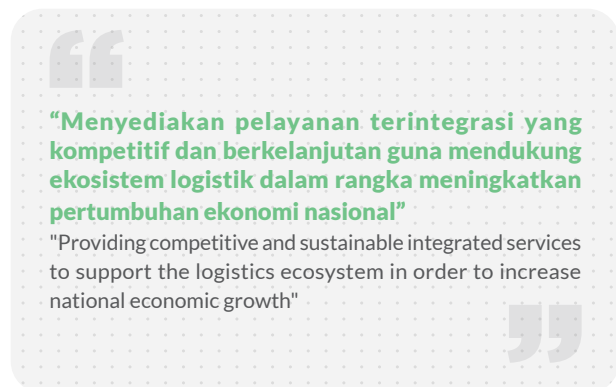 “Menyediakan pelayanan terintegrasi yang
kompetitif dan berkelanjutan guna mendukung
ekosistem logistik dalam rangka meningkatkan
pertumbuhan ekonomi nasional”
"Providing competitive and sustainable integrated services
to support the logistics ecosystem in order to increase
national economic growth"